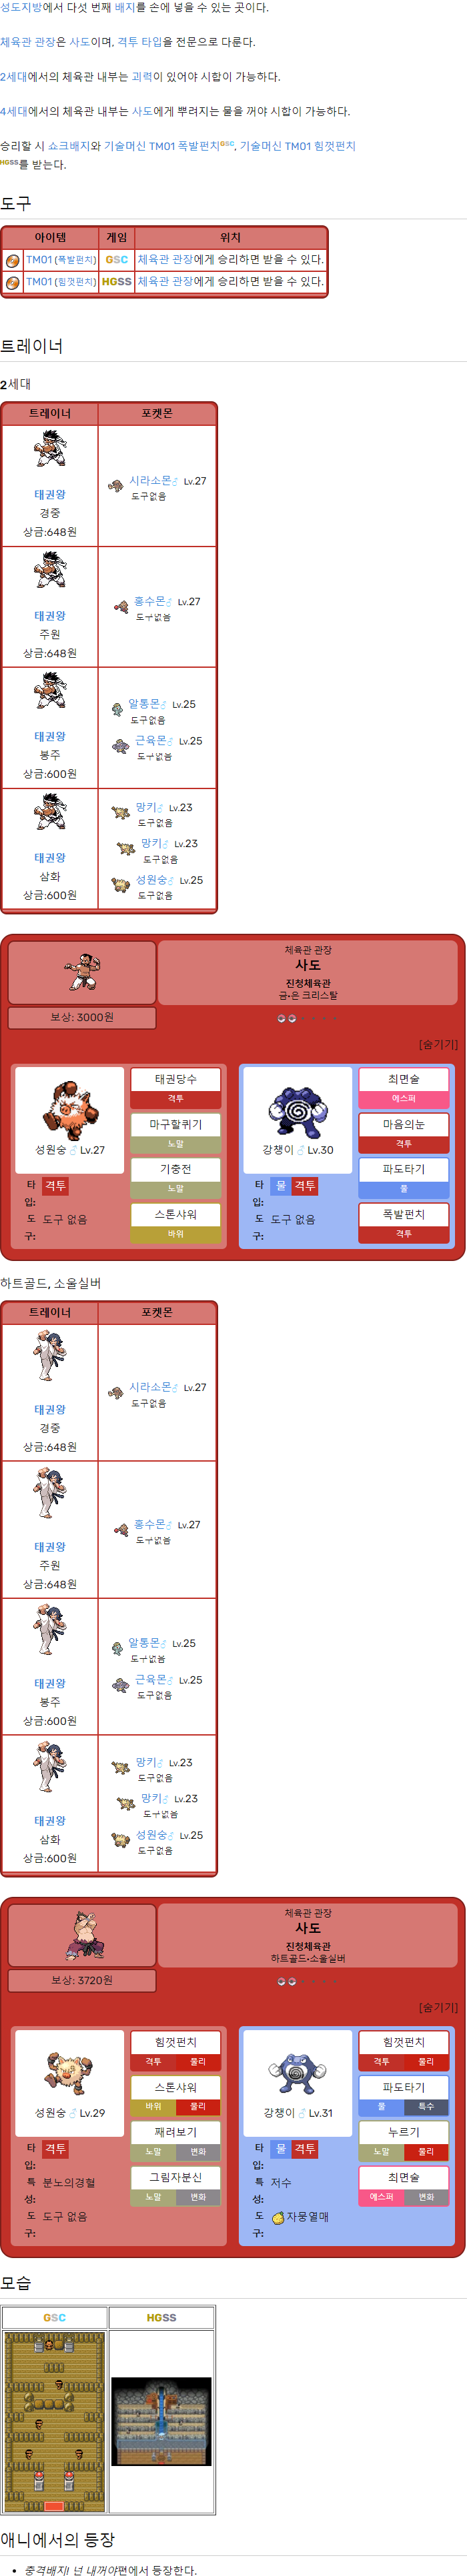 성도지방에서 다섯 번째 배지를 손에 넣을 수 있는 곳이다.
체육관 관장은 사도이며, 격투 타입을 전문으로 다룬다.
2세대에서의 체육관 내부는 괴력이 있어야 시합이 가능하다.
4세대에서의 체육관 내부는 사도에게 뿌려지는 물을 꺼야 시합이 가능하다.
승리할 시 쇼크배지와 기술머신 TM01 폭발펀치GSC, 기술머신 TM01 힘껏펀치
HGSS를 받는다.
도구
아이템 게임 위치
TM01 (폭발펀치) GSC 체육관 관장에게 승리하면 받을 수 있다.
TM01 (힘껏펀치) HGSS 체육관 관장에게 승리하면 받을 수 있다.
트레이너
2세대
트레이너 포켓몬
태권왕
경중
상금:648원
시라소몬♂ Lv.27
도구없음
태권왕
주원
상금:648원
홍수몬♂ Lv.27
도구없음
태권왕
봉주
상금:600원
알통몬♂ Lv.25
도구없음
근육몬♂ Lv.25
도구없음
태권왕
삼화
상금:600원
망키♂ Lv.23
도구없음
망키♂ Lv.23
도구없음
성원숭♂ Lv.25
도구없음
체육관 관장
사도
진청체육관
금·은 크리스탈
보상: 3000원
[숨기기]
성원숭♂Lv.27
타입: 격투
도구: 도구 없음
태권당수
격투
마구할퀴기
노말
기충전
노말
스톤샤워
바위
강챙이♂Lv.30
타입: 물 격투
도구: 도구 없음
최면술
에스퍼
마음의눈
격투
파도타기
물
폭발펀치
격투
하트골드, 소울실버
트레이너 포켓몬
태권왕
경중
상금:648원
시라소몬♂ Lv.27
도구없음
태권왕
주원
상금:648원
홍수몬♂ Lv.27
도구없음
태권왕
봉주
상금:600원
알통몬♂ Lv.25
도구없음
근육몬♂ Lv.25
도구없음
태권왕
삼화
상금:600원
망키♂ Lv.23
도구없음
망키♂ Lv.23
도구없음
성원숭♂ Lv.25
도구없음
체육관 관장
사도
진청체육관
하트골드·소울실버
보상: 3720원
[숨기기]
성원숭♂Lv.29
타입: 격투
특성: 분노의경혈
도구: 도구 없음
힘껏펀치
격투 물리
스톤샤워
바위 물리
째려보기
노말 변화
그림자분신
노말 변화
강챙이♂Lv.31
타입: 물 격투
특성: 저수
도구: 자뭉열매
힘껏펀치
격투 물리
파도타기
물 특수
누르기
노말 물리
최면술
에스퍼 변화
모습
GSC HGSS
애니에서의 등장
• 충격배지! 넌 내꺼야편에서 등장한다.